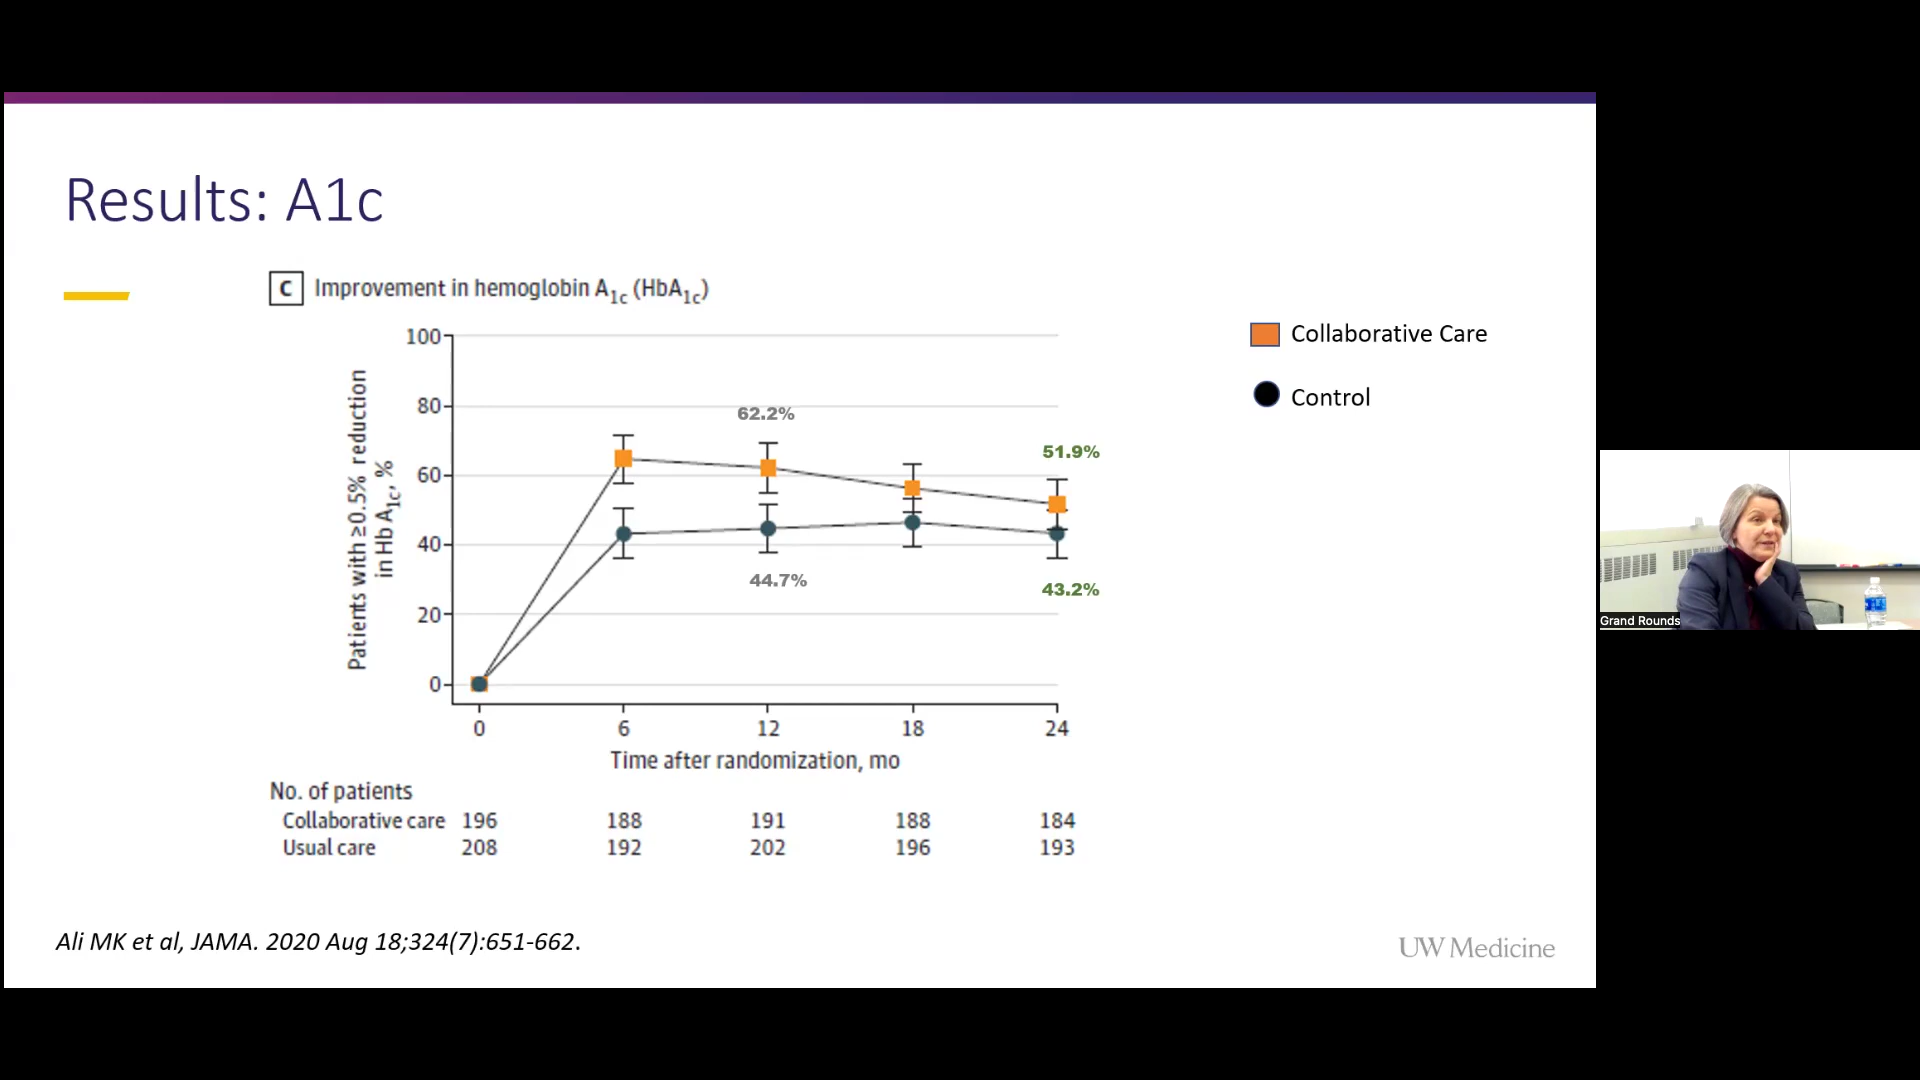 Results: A1c
C Improvement in hemoglobin A1c (HbA1c)
Patients with ≥0.5% reduction
in Hb A1c, %
100
80
60
40
20
0
62.2%
51.9%
44.7%
43.2%
0 6 12 18 24
Time after randomization, mo
No. of patients
Collaborative care 196 188 191 188 184
Usual care 208 192 202 196 193
Collaborative Care
Control
Ali MK et al, JAMA. 2020 Aug 18;324(7):651-662.
UW Medicine
Grand Rounds